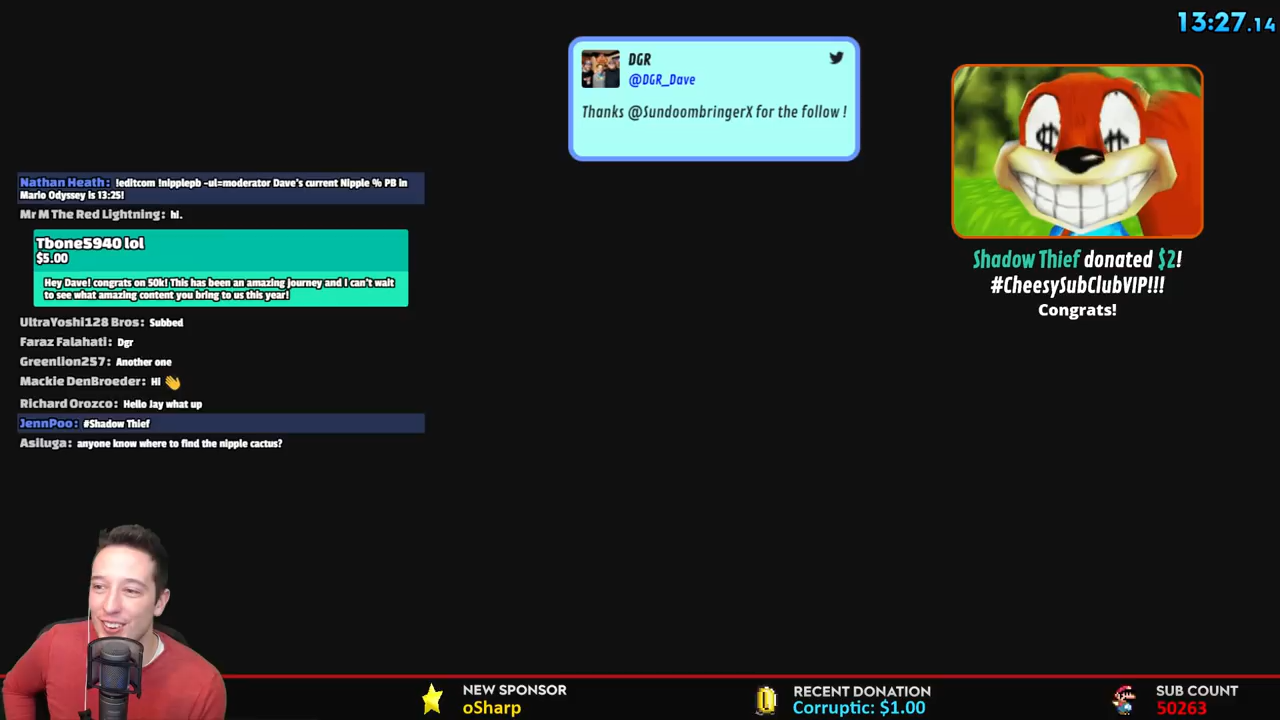 13:27.14
DGR
@DGR_Dave
Thanks @SundoombringerX for the follow !
Shadow Thief donated $2!
#CheesySubClubVIP!!!
Congrats!
Nathan Heath: !editcom !nipplepb -ul=moderator Dave's current Nipple % PB in
Mario Odyssey is 13:25!
Mr M The Red Lightning: hi.
Tbone5940 lol
$5.00
Hey Dave! congrats on 50k! This has been an amazing journey and I can't wait
to see what amazing content you bring to us this year!
UltraYoshi128 Bros: Subbed
Faraz Falahati: Dgr
Greenlion257: Another one
Mackie DenBroeder: HI 👋
Richard Orozco: Hello Jay what up
JennPoo: #Shadow Thief
Asiluga: anyone know where to find the nipple cactus?
NEW SPONSOR
oSharp
RECENT DONATION
Corruptic: $1.00
SUB COUNT
50263